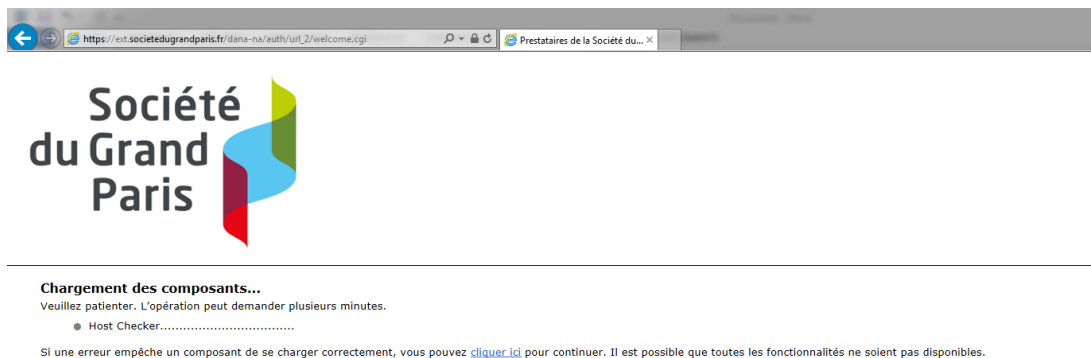 https://ext.societedugrandparis.fr/dana-na/auth/url_2/welcome.cgi
Prestataires de la Société du...
Société
du Grand
Paris
Chargement des composants...
Veuillez patienter. L'opération peut demander plusieurs minutes.
Host Checker..................................
Si une erreur empêche un composant de se charger correctement, vous pouvez cliquer ici pour continuer. Il est possible que toutes les fonctionnalités ne soient pas disponibles.